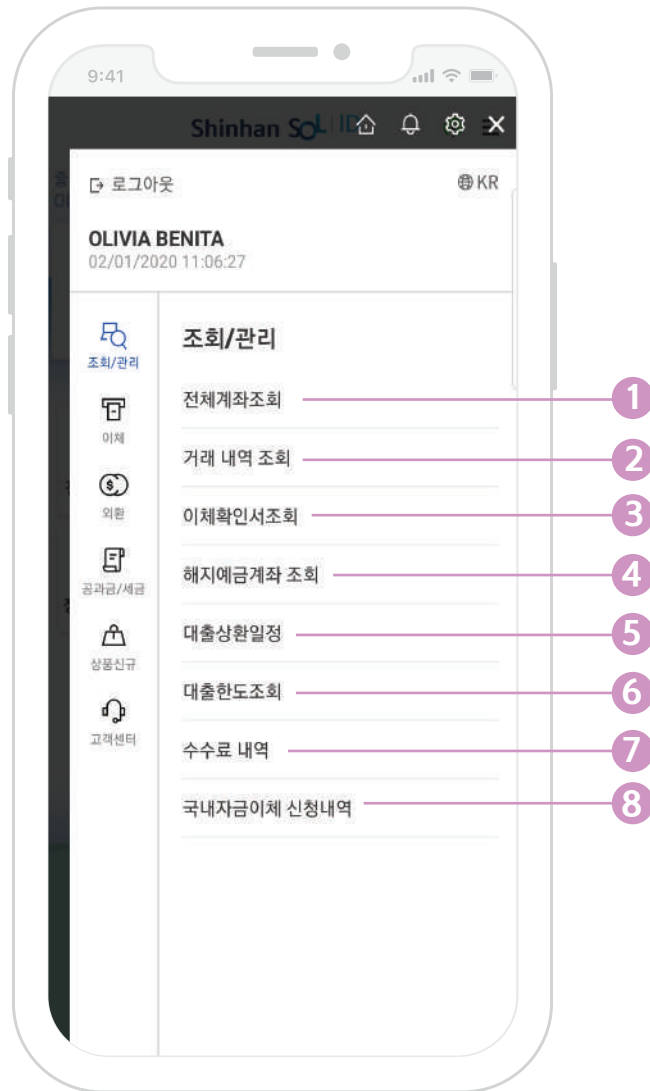 9:41
Shinhan SOL ID
로그아웃
KR
OLIVIA BENITA
02/01/2020 11:06:27
조회/관리
이체
외환
공과금/세금
상품신규
고객센터
조회/관리
전체계좌조회
1
거래 내역 조회
2
이체확인서조회
3
해지예금계좌 조회
4
대출상환일정
5
대출한도조회
6
수수료 내역
7
국내자금이체 신청내역
8